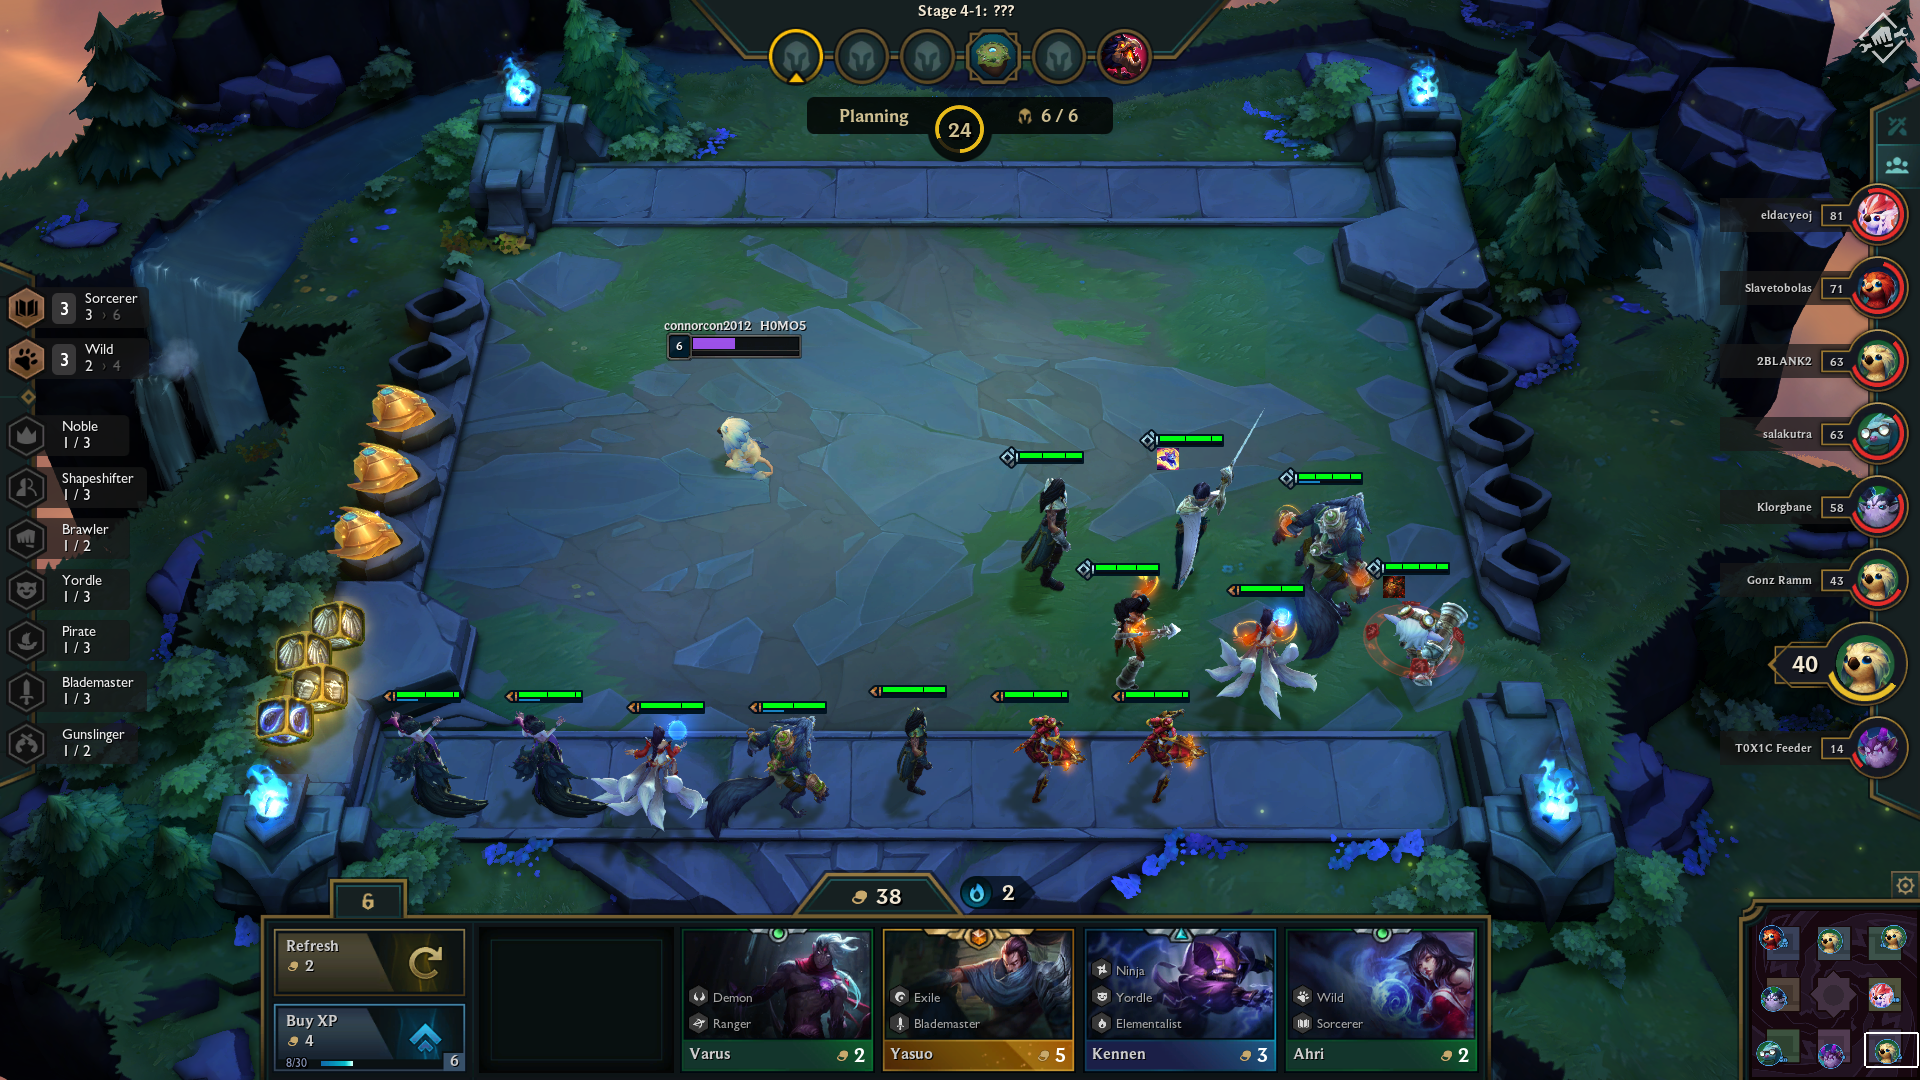 Stage 4-1: ???
Planning
24
6 / 6
connorcon2012 H0MO5
6
3
Sorcerer
3 › 6
3
Wild
2 › 4
Noble
1 / 3
Shapeshifter
1 / 3
Brawler
1 / 2
Yordle
1 / 3
Pirate
1 / 3
Blademaster
1 / 3
Gunslinger
1 / 2
eldacyeoj 81
Slavetobolas 71
2BLANK2 63
salakutra 63
Klorgbane 58
Gonz Ramm 43
40
T0X1C Feeder 14
6
38
2
Refresh
2
Buy XP
4
8/30
6
Demon
Ranger
Varus 2
Exile
Blademaster
Yasuo 5
Ninja
Yordle
Elementalist
Kennen 3
Wild
Sorcerer
Ahri 2